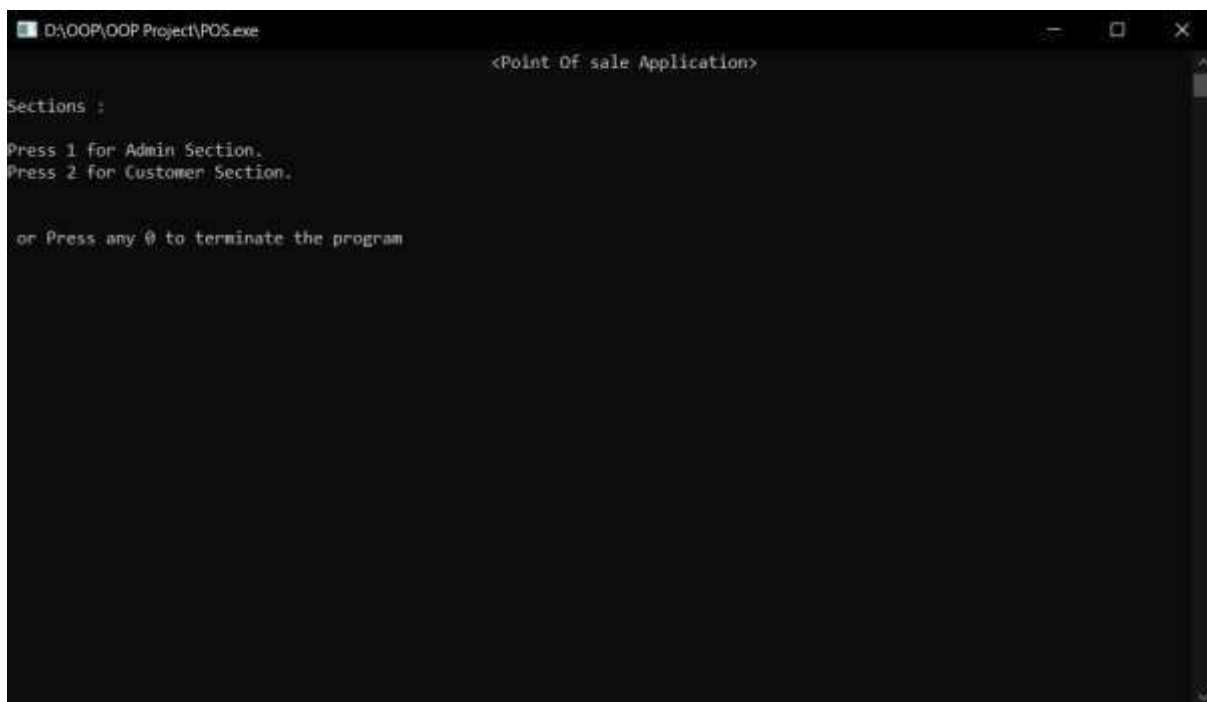 D:\OOP\OOP Project\POS.exe
<Point Of sale Application>
Sections :
Press 1 for Admin Section.
Press 2 for Customer Section.
or Press any 0 to terminate the program